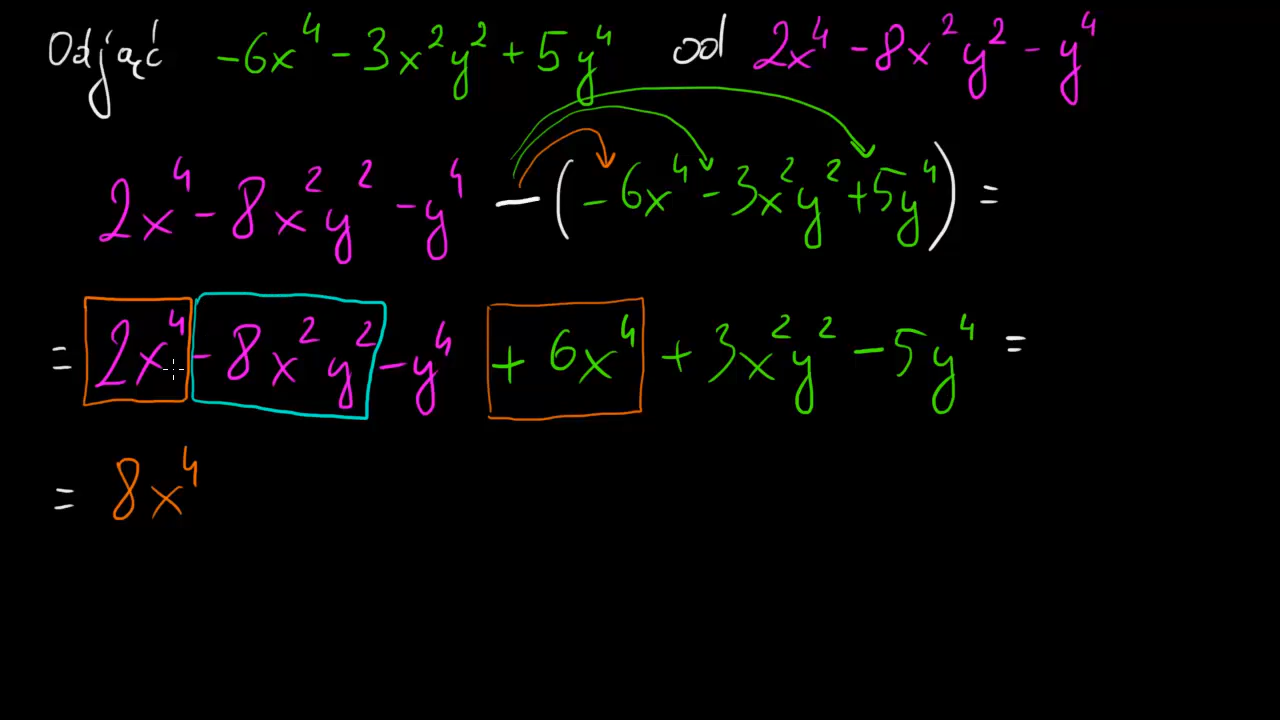 Odjąć -6x⁴ - 3x²y² + 5y⁴ od 2x⁴ - 8x²y² - y⁴
2x⁴ - 8x²y² - y⁴ - (-6x⁴ - 3x²y² + 5y⁴) =
= 2x⁴ - 8x²y² - y⁴ + 6x⁴ + 3x²y² - 5y⁴ =
= 8x⁴